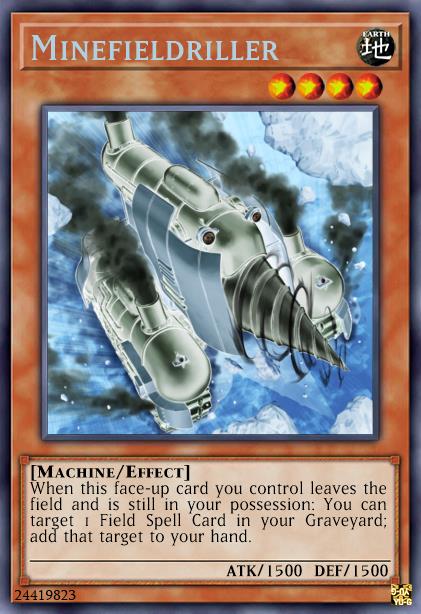 MINEFIELDRILLER
EARTH
地
[MACHINE/EFFECT]
When this face-up card you control leaves the
field and is still in your possession: You can
target 1 Field Spell Card in your Graveyard;
add that target to your hand.
ATK/1500 DEF/1500
24419823